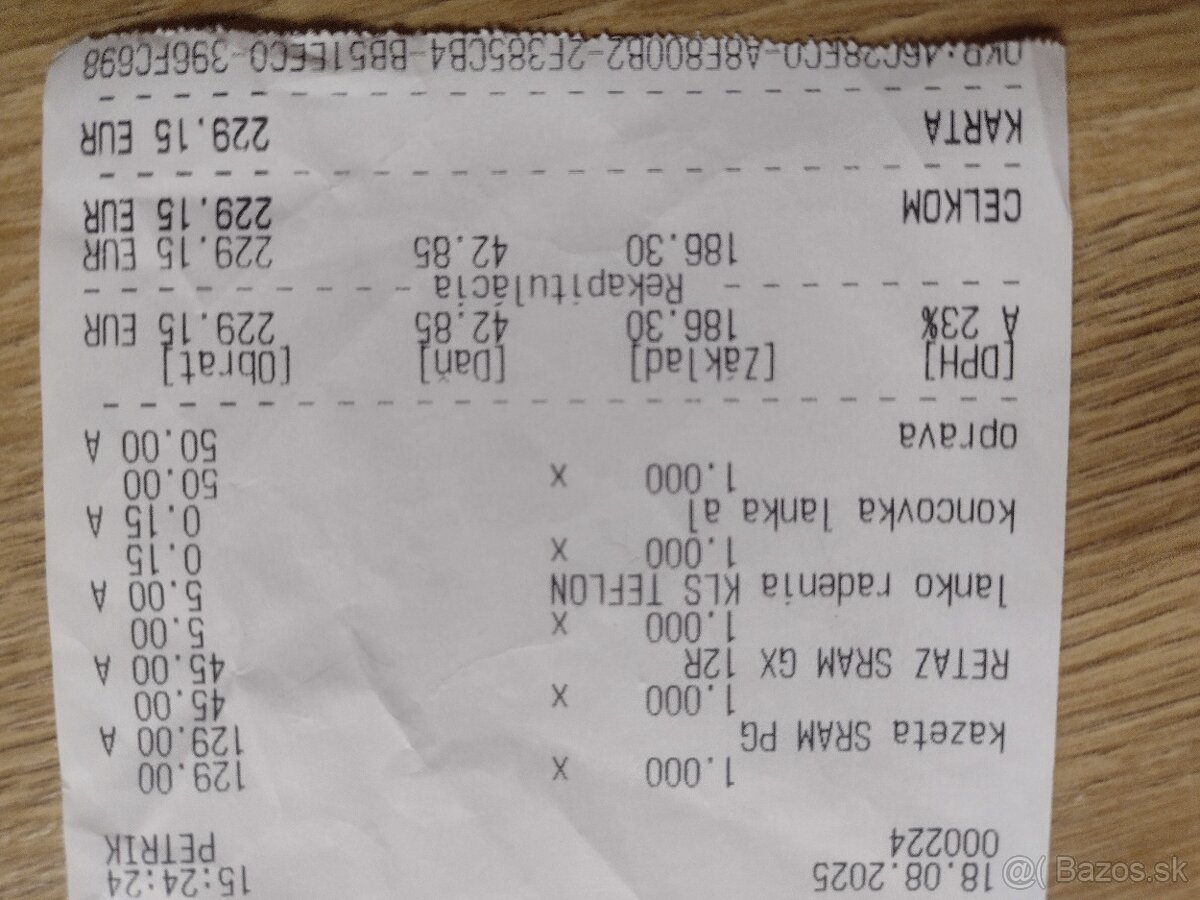 18.08.2025 15:24:24
000224 PETRIK
1.000 x 129.00
kazeta SRAM PG 129.00 A
1.000 x 45.00
RETAZ SRAM GX 12R 45.00 A
1.000 x 5.00
lanko radenia KLS TEFLON 5.00 A
1.000 x 0.15
koncovka lanka al 0.15 A
1.000 x 50.00
oprava 50.00 A
[DPH] [Základ] [Daň] [Obrat]
A 23% 186.30 42.85 229.15 EUR
Rekapitulácia
186.30 42.85 229.15 EUR
CELKOM 229.15 EUR
KARTA 229.15 EUR
OKP:46C38EC0-A8F800B2-2F385CB4-BB51EEC0-396FC698
@( Bazos.sk